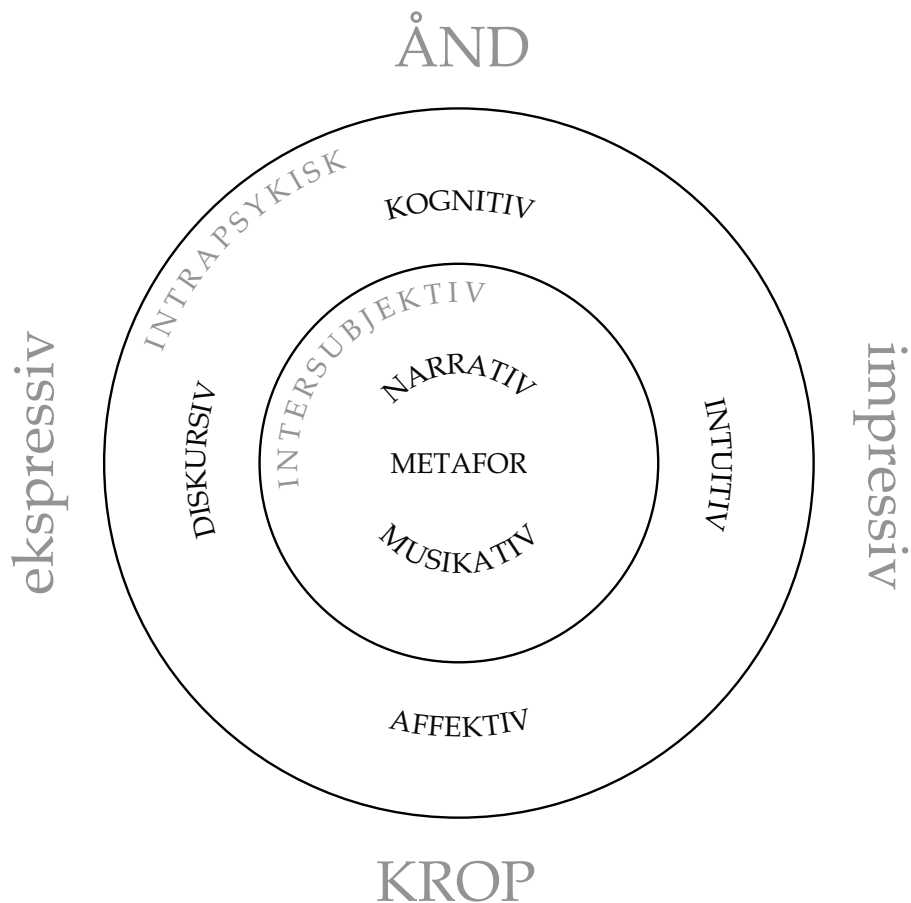 ÅND
INTRAPSYKISK
KOGNITIV
INTERSUBJEKTIV
ekspressiv
impressiv
NARRATIV
DISKURSIV
METAFOR
INTUITIV
MUSIKATIV
AFFEKTIV
KROP